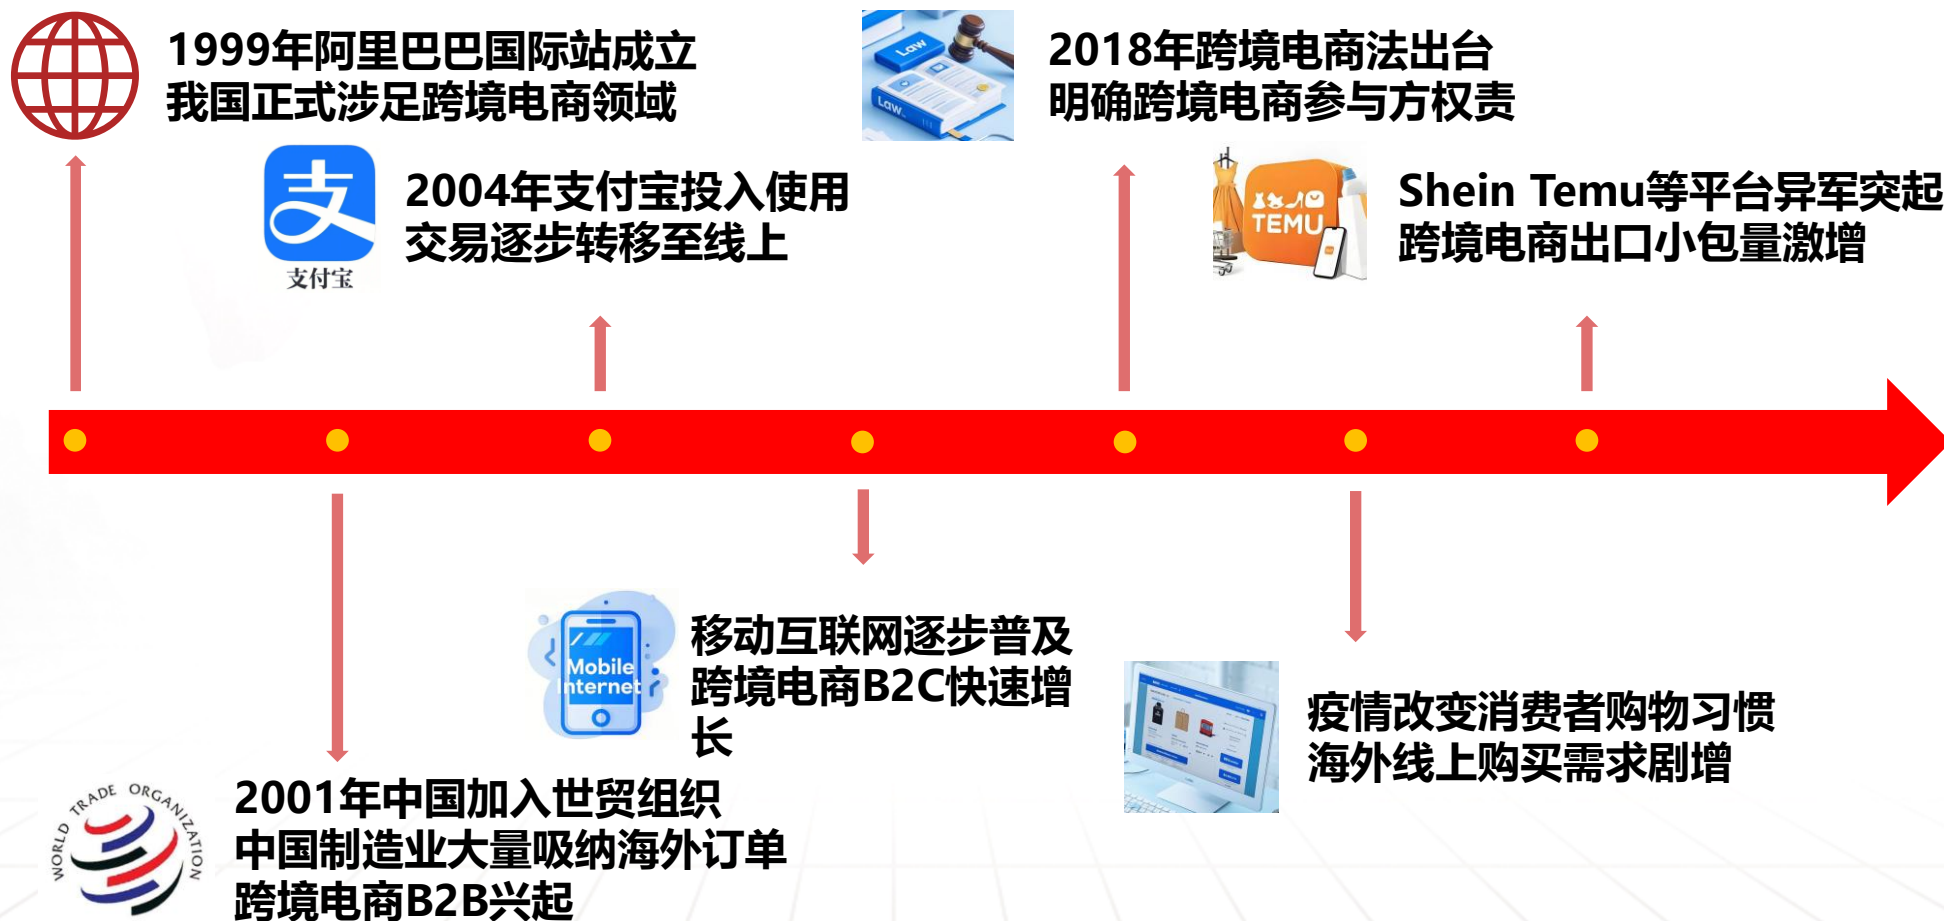 1999年阿里巴巴国际站成立
我国正式涉足跨境电商领域
Law
Law
2018年跨境电商法出台
明确跨境电商参与方权责
支
支付宝
2004年支付宝投入使用
交易逐步转移至线上
TEMU
Shein Temu等平台异军突起
跨境电商出口小包量激增
Mobile
Internet
移动互联网逐步普及
跨境电商B2C快速增
长
疫情改变消费者购物习惯
海外线上购买需求剧增
WORLD TRADE ORGANIZATION
2001年中国加入世贸组织
中国制造业大量吸纳海外订单
跨境电商B2B兴起